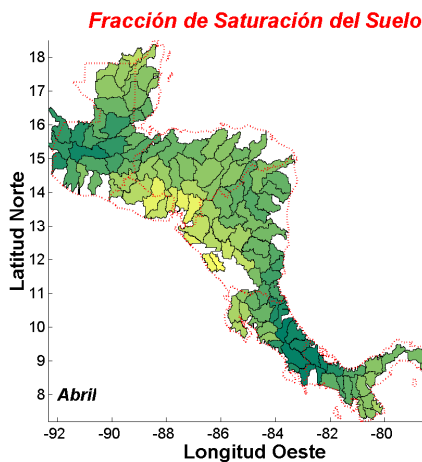 Fracción de Saturación del Suelo
18
17
16
15
14
13
12
11
10
9
8
Latitud Norte
Abril
-92 -90 -88 -86 -84 -82 -80
Longitud Oeste